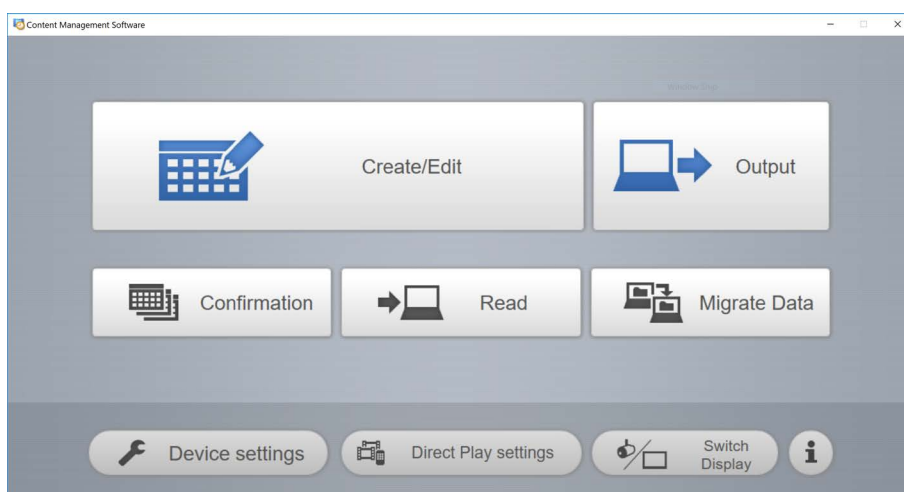 Content Management Software
Create/Edit
Output
Confirmation
Read
Migrate Data
Device settings
Direct Play settings
Switch
Display